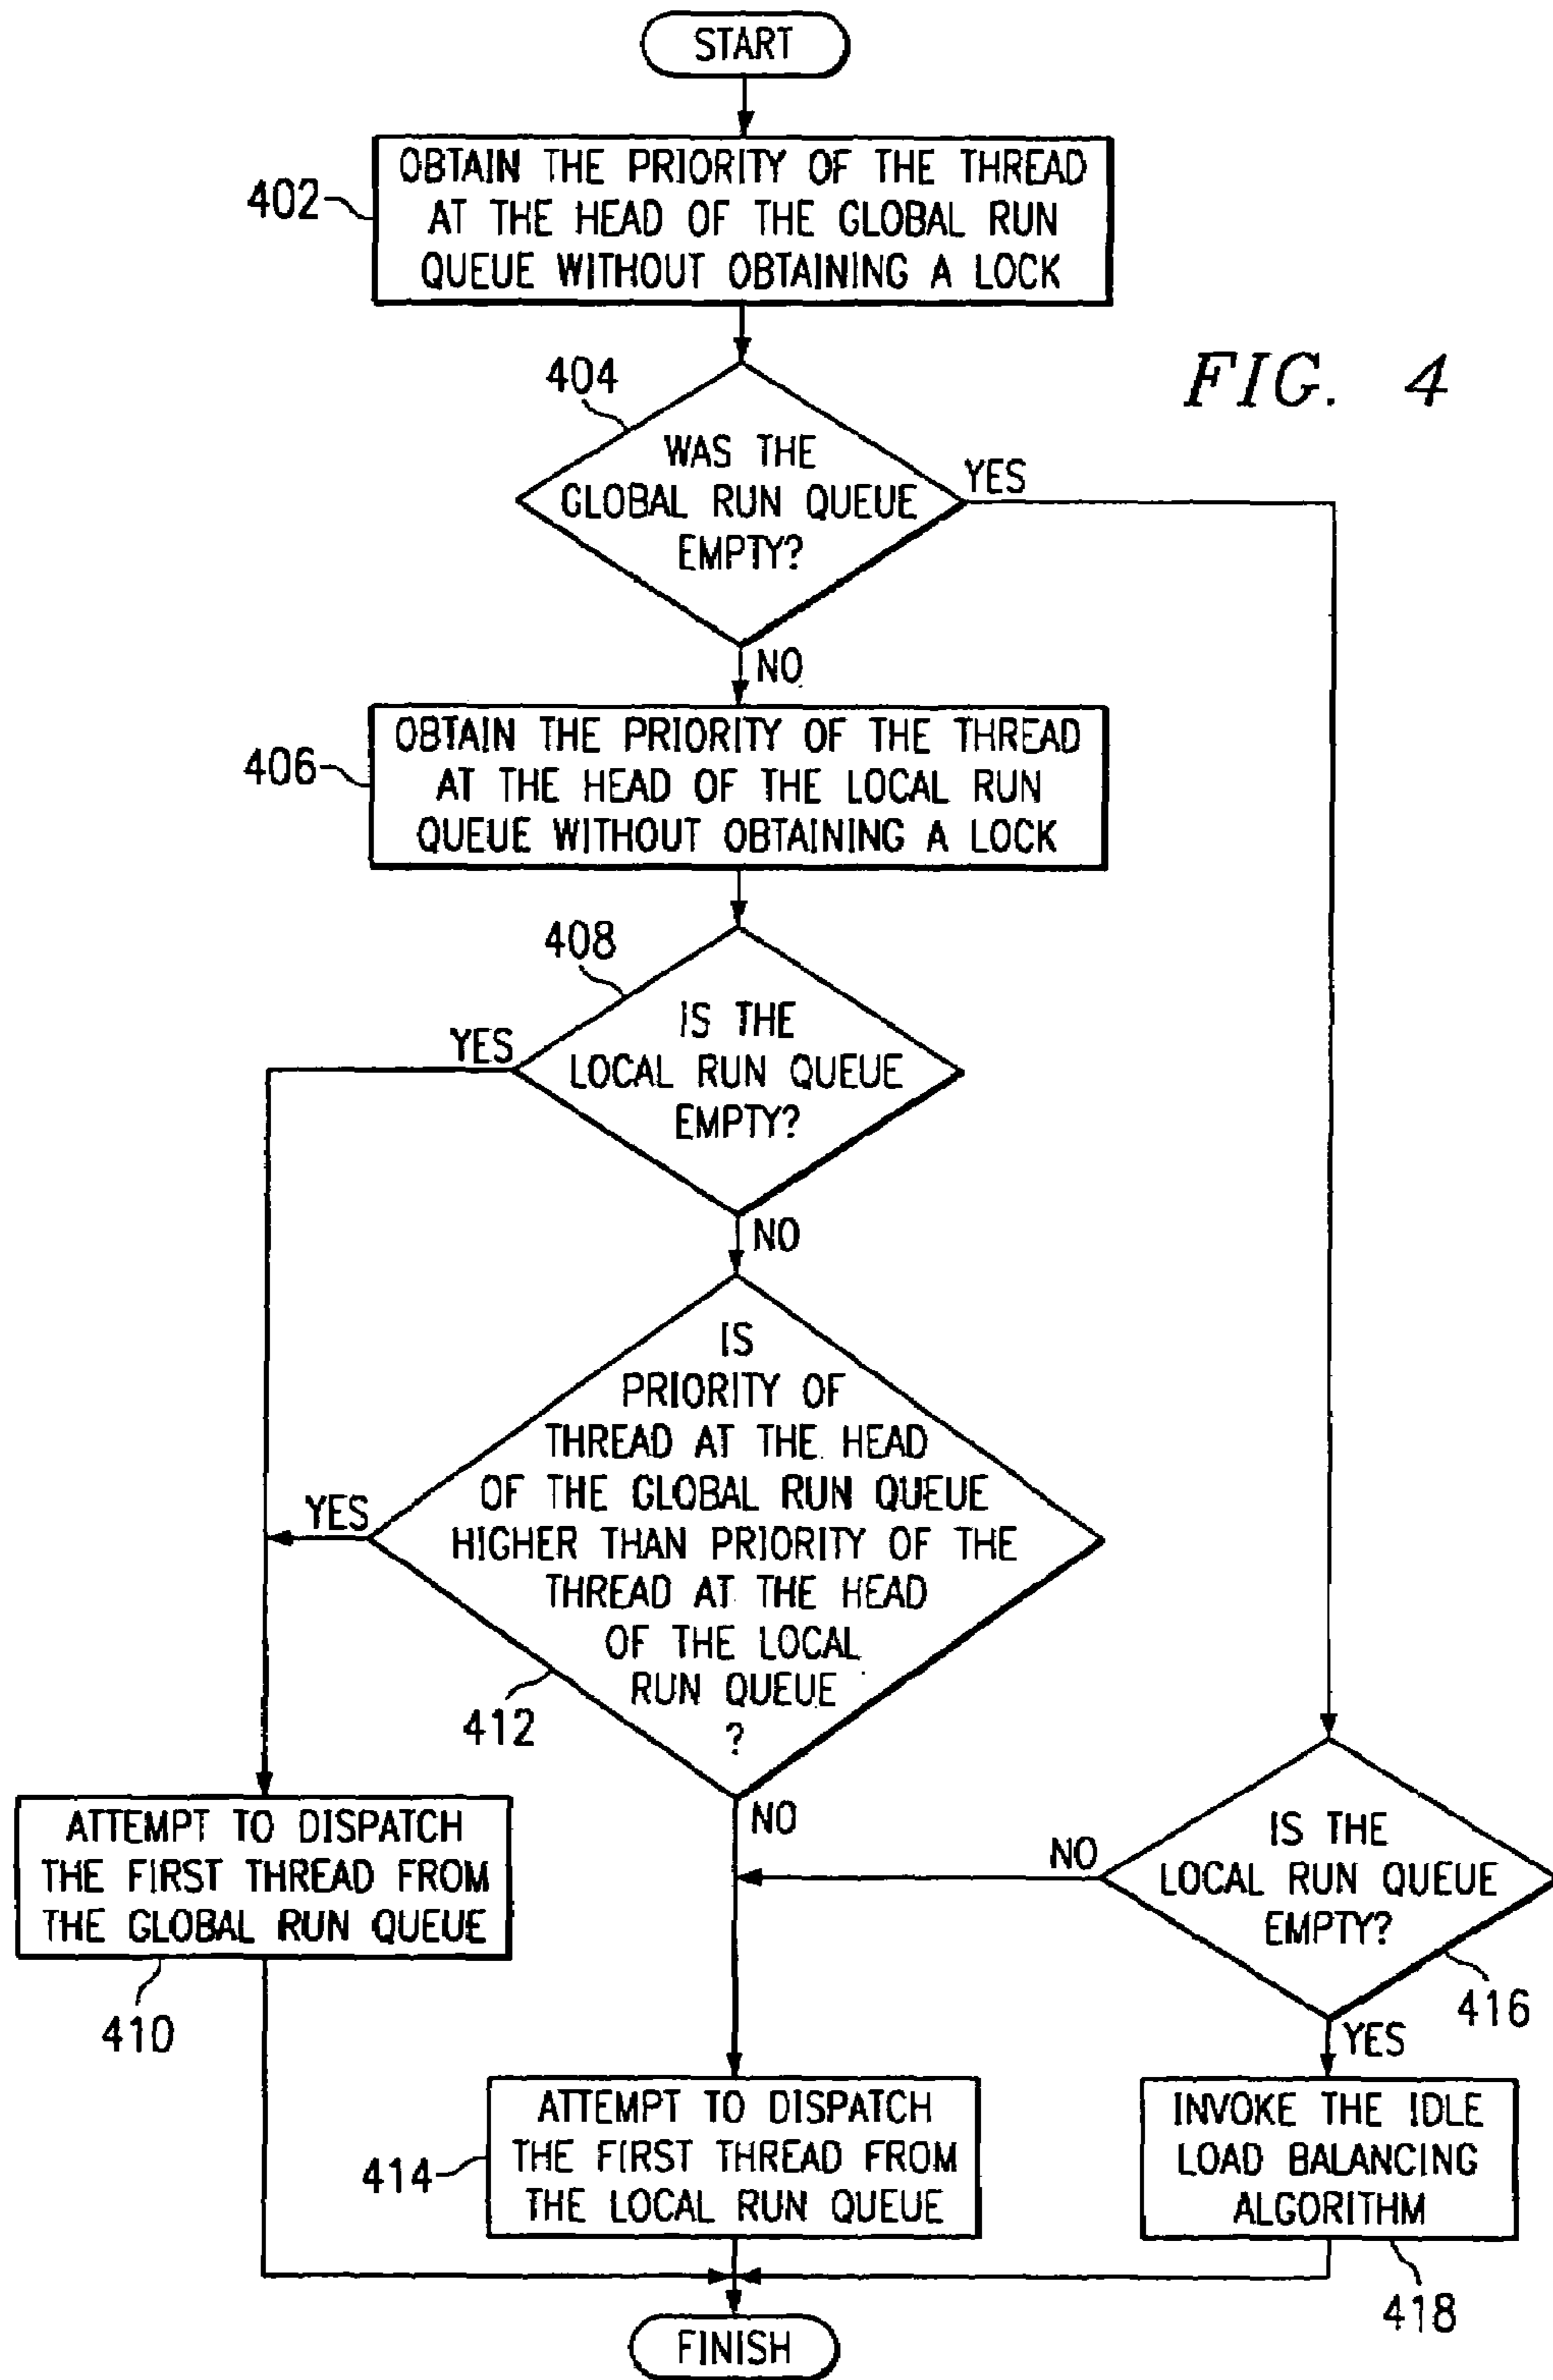 START
OBTAIN THE PRIORITY OF THE THREAD
AT THE HEAD OF THE GLOBAL RUN
QUEUE WITHOUT OBTAINING A LOCK
402
FIG. 4
404
WAS THE
GLOBAL RUN QUEUE
EMPTY?
YES
NO
OBTAIN THE PRIORITY OF THE THREAD
AT THE HEAD OF THE LOCAL RUN
QUEUE WITHOUT OBTAINING A LOCK
406
408
IS THE
LOCAL RUN QUEUE
EMPTY?
YES
NO
IS
PRIORITY OF
THREAD AT THE HEAD
OF THE GLOBAL RUN QUEUE
HIGHER THAN PRIORITY OF THE
THREAD AT THE HEAD
OF THE LOCAL
RUN QUEUE
?
YES
412
NO
ATTEMPT TO DISPATCH
THE FIRST THREAD FROM
THE GLOBAL RUN QUEUE
410
IS THE
LOCAL RUN QUEUE
EMPTY?
NO
416
YES
ATTEMPT TO DISPATCH
THE FIRST THREAD FROM
THE LOCAL RUN QUEUE
414
INVOKE THE IDLE
LOAD BALANCING
ALGORITHM
418
FINISH